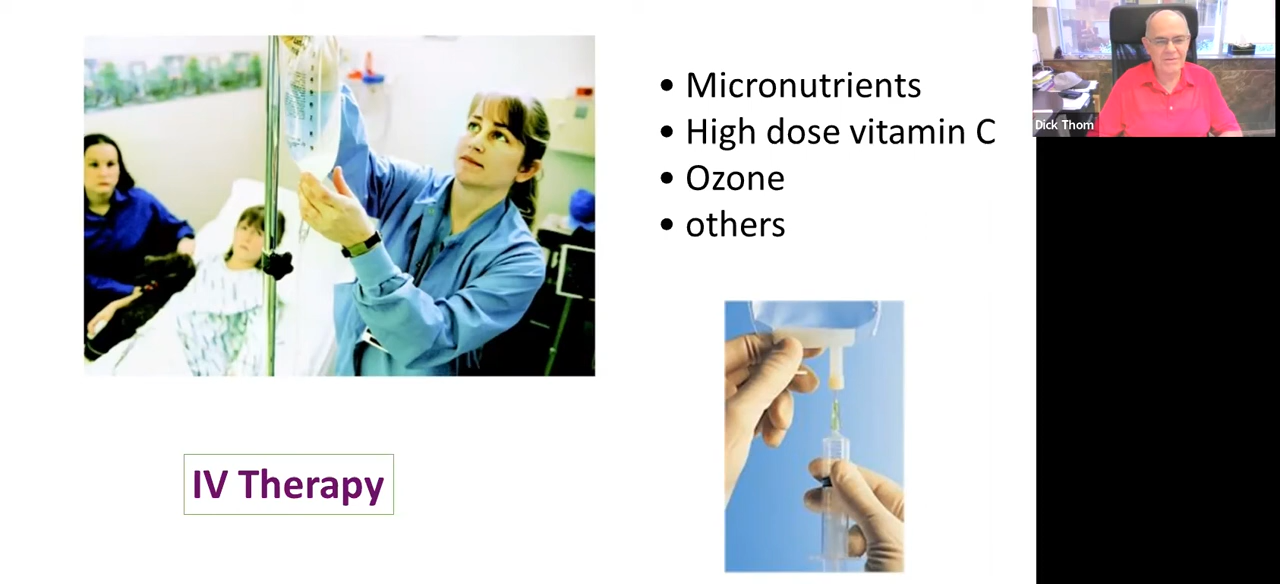 • Micronutrients
• High dose vitamin C
• Ozone
• others
IV Therapy
Dick Thom